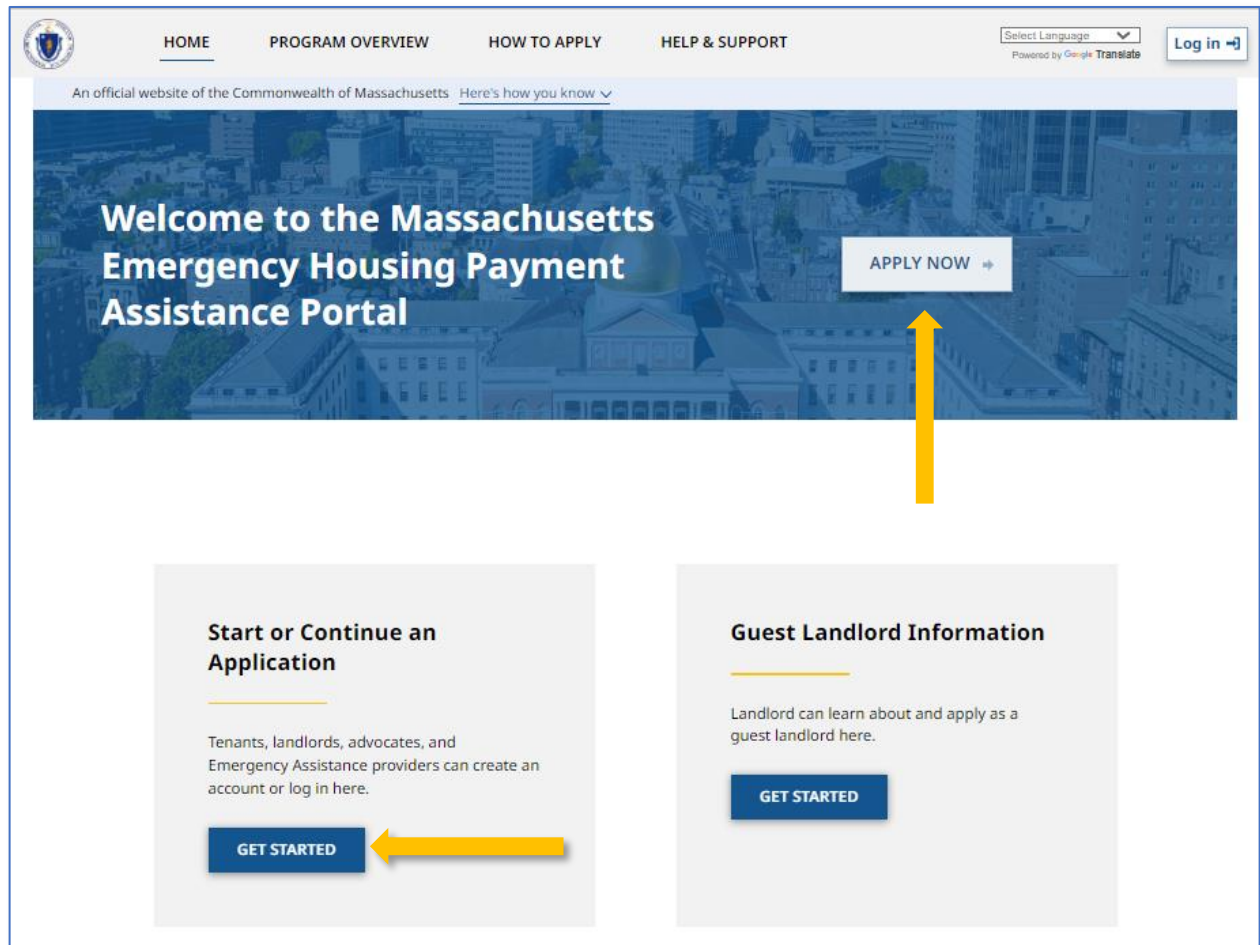 HOME PROGRAM OVERVIEW HOW TO APPLY HELP & SUPPORT
Select Language
Powered by Google Translate
Log in
An official website of the Commonwealth of Massachusetts Here's how you know
Welcome to the Massachusetts
Emergency Housing Payment
Assistance Portal
APPLY NOW
Start or Continue an
Application
Tenants, landlords, advocates, and
Emergency Assistance providers can create an
account or log in here.
GET STARTED
Guest Landlord Information
Landlord can learn about and apply as a
guest landlord here.
GET STARTED